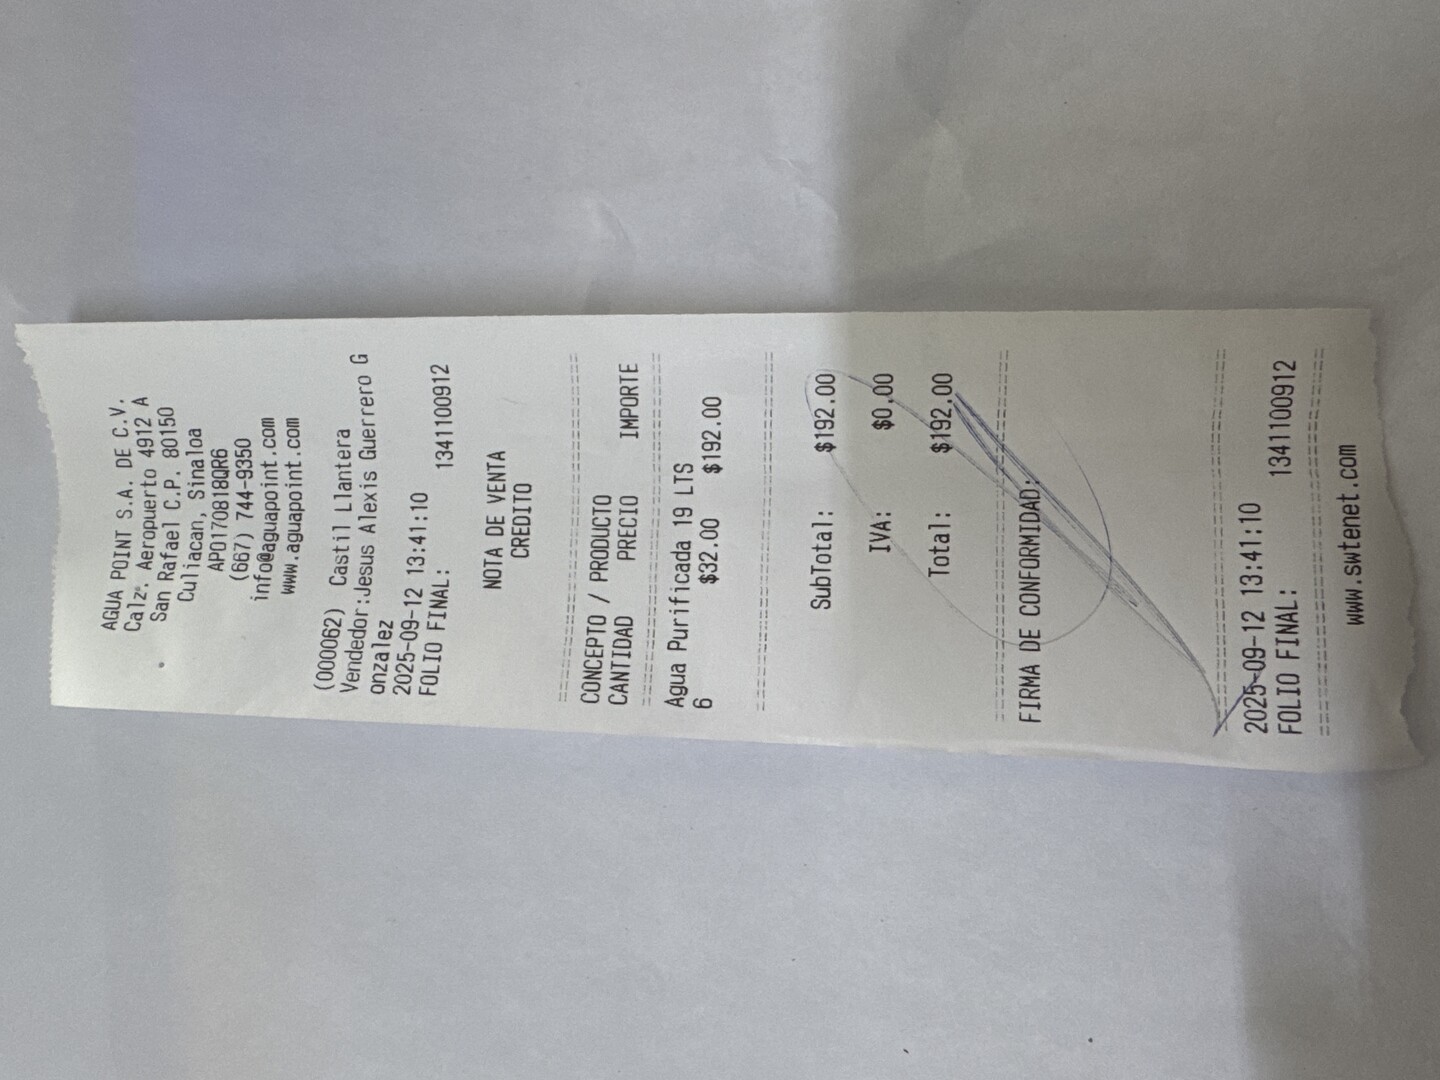 AGUA POINT S.A. DE C.V.
Calz. Aeropuerto 4912 A
San Rafael C.P. 80150
Culiacan, Sinaloa
APO170818QR6
(667) 744-9350
info@aguapoint.com
www.aguapoint.com
(000062) Castil Llantera
Vendedor:Jesus Alexis Guerrero G
onzalez
2025-09-12 13:41:10
FOLIO FINAL: 1341100912
NOTA DE VENTA
CREDITO
================================
CONCEPTO / PRODUCTO
CANTIDAD PRECIO IMPORTE
================================
Agua Purificada 19 LTS
6 $32.00 $192.00
================================
SubTotal: $192.00
IVA: $0.00
Total: $192.00
================================
FIRMA DE CONFORMIDAD:
================================
2025-09-12 13:41:10
FOLIO FINAL: 1341100912
================================
www.swtenet.com